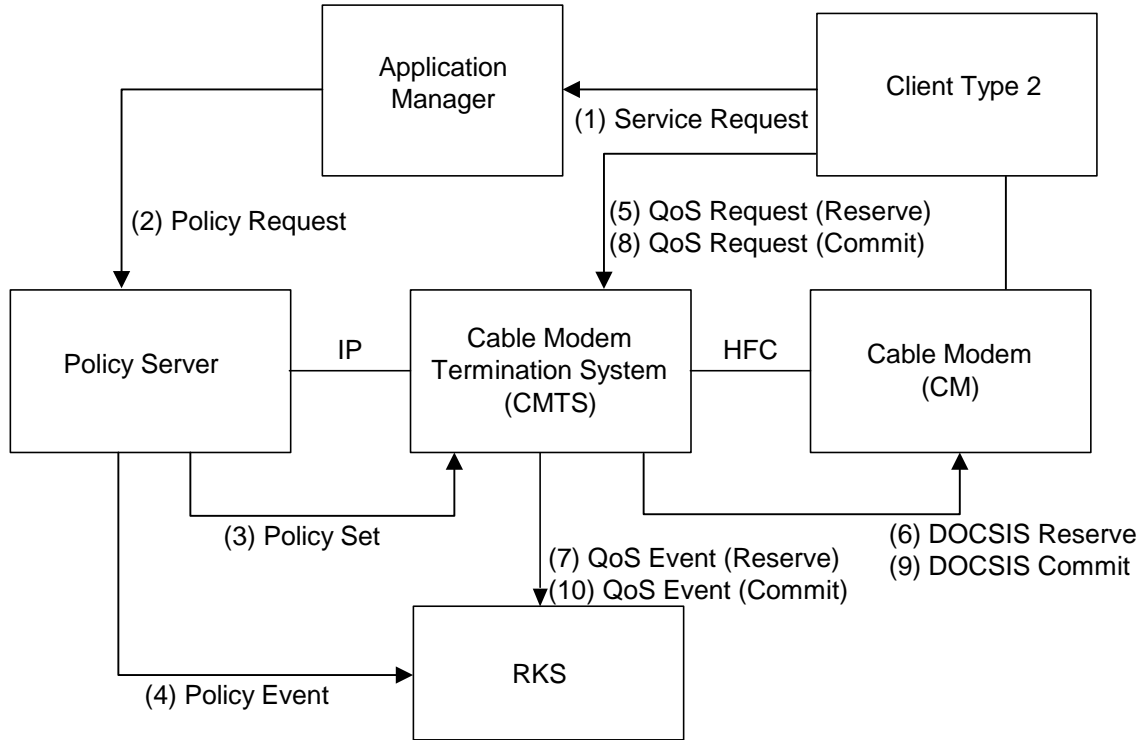 Application
Manager
Client Type 2
(1) Service Request
(2) Policy Request
(5) QoS Request (Reserve)
(8) QoS Request (Commit)
Policy Server
IP
Cable Modem
Termination System
(CMTS)
HFC
Cable Modem
(CM)
(3) Policy Set
(6) DOCSIS Reserve
(9) DOCSIS Commit
(7) QoS Event (Reserve)
(10) QoS Event (Commit)
RKS
(4) Policy Event